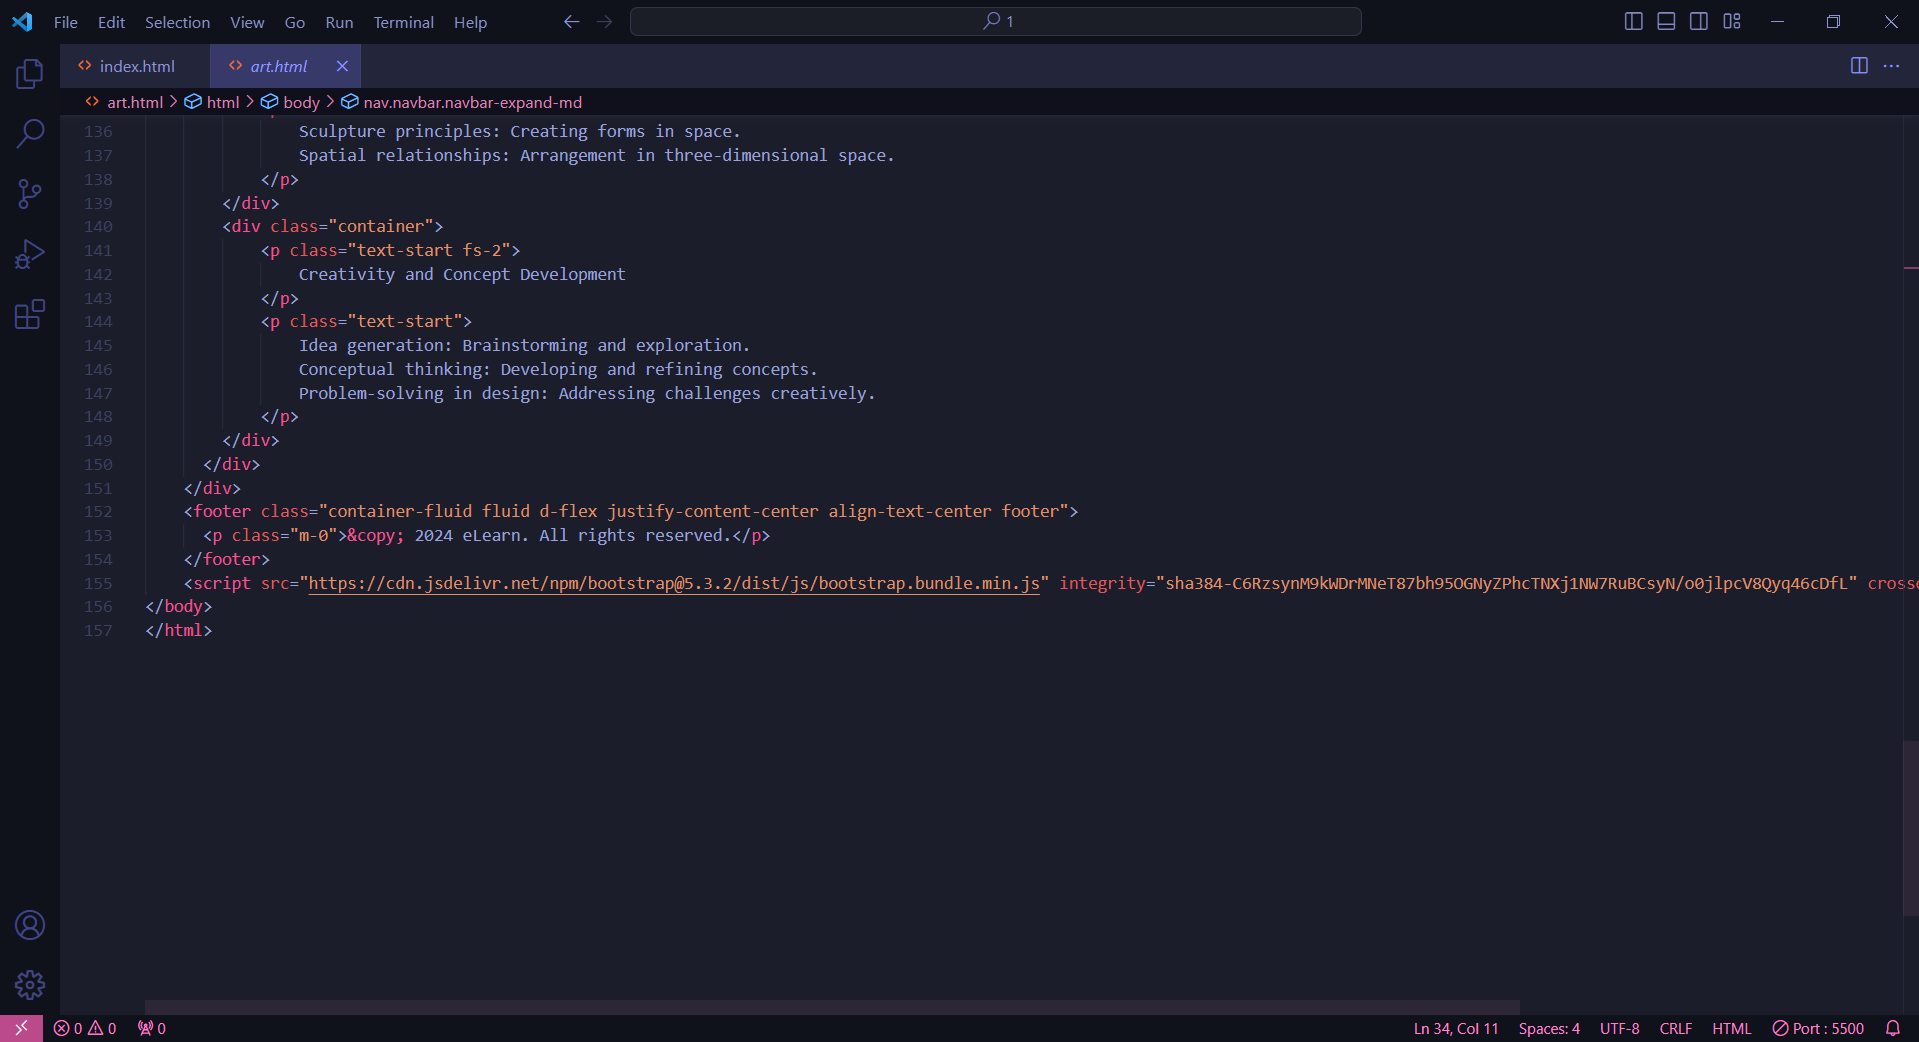 File Edit Selection View Go Run Terminal Help
1
index.html
art.html
art.html > html > body > nav.navbar.navbar-expand-md
136 Sculpture principles: Creating forms in space.
137 Spatial relationships: Arrangement in three-dimensional space.
138 </p>
139 </div>
140 <div class="container">
141 <p class="text-start fs-2">
142 Creativity and Concept Development
143 </p>
144 <p class="text-start">
145 Idea generation: Brainstorming and exploration.
146 Conceptual thinking: Developing and refining concepts.
147 Problem-solving in design: Addressing challenges creatively.
148 </p>
149 </div>
150 </div>
151 </div>
152 <footer class="container-fluid fluid d-flex justify-content-center align-text-center footer">
153 <p class="m-0">&copy; 2024 eLearn. All rights reserved.</p>
154 </footer>
155 <script src="https://cdn.jsdelivr.net/npm/bootstrap@5.3.2/dist/js/bootstrap.bundle.min.js" integrity="sha384-C6RzsynM9kWDrMNeT87bh95OGNyZPhcTNXj1NW7RuBCsyN/o0jlpcV8Qyq46cDfL" cross
156 </body>
157 </html>
0 0 0 Ln 34, Col 11 Spaces: 4 UTF-8 CRLF HTML Port : 5500